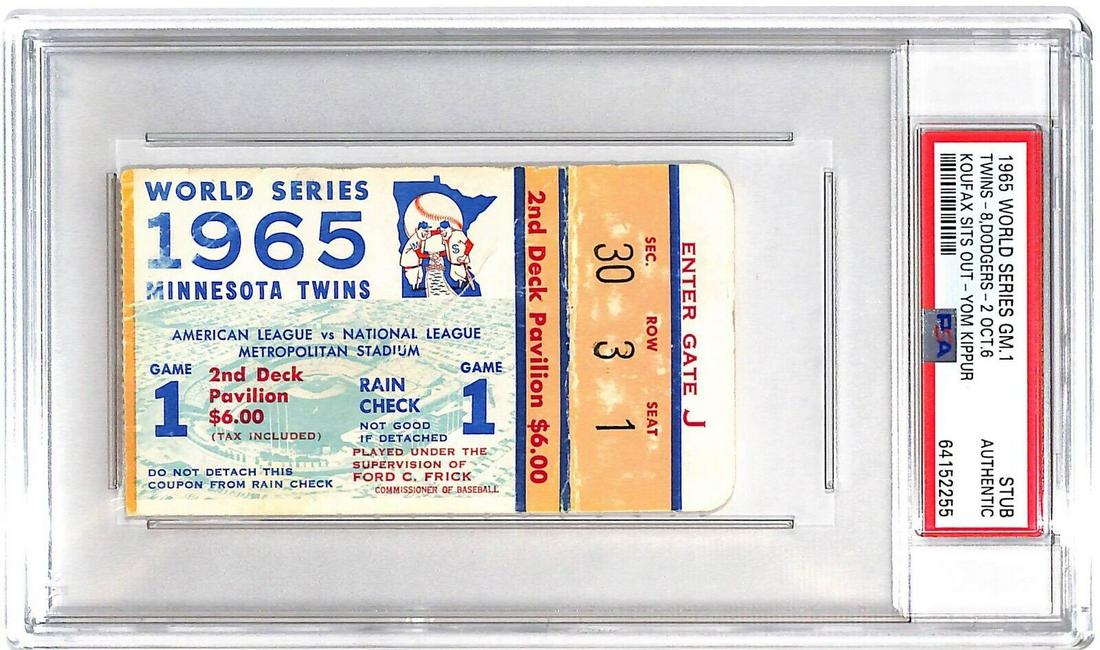 WORLD SERIES
1965
MINNESOTA TWINS
AMERICAN LEAGUE vs NATIONAL LEAGUE
METROPOLITAN STADIUM
GAME
1
2nd Deck
Pavilion
$6.00
(TAX INCLUDED)
RAIN
CHECK
NOT GOOD
IF DETACHED
GAME
1
PLAYED UNDER THE
SUPERVISION OF
FORD C. FRICK
COMMISSIONER OF BASEBALL
DO NOT DETACH THIS
COUPON FROM RAIN CHECK
2nd Deck Pavilion $6.00
SEC. ROW SEAT
30 3 1
ENTER GATE J
1965 WORLD SERIES GM.1
TWINS - 8,DODGERS - 2 OCT.6
KOUFAX SITS OUT - YOM KIPPUR
PSA
STUB
AUTHENTIC
64152255